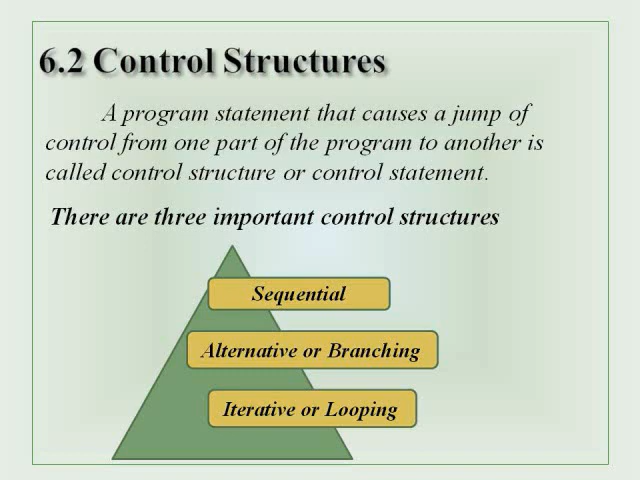 6.2 Control Structures
A program statement that causes a jump of
control from one part of the program to another is
called control structure or control statement.
There are three important control structures
Sequential
Alternative or Branching
Iterative or Looping